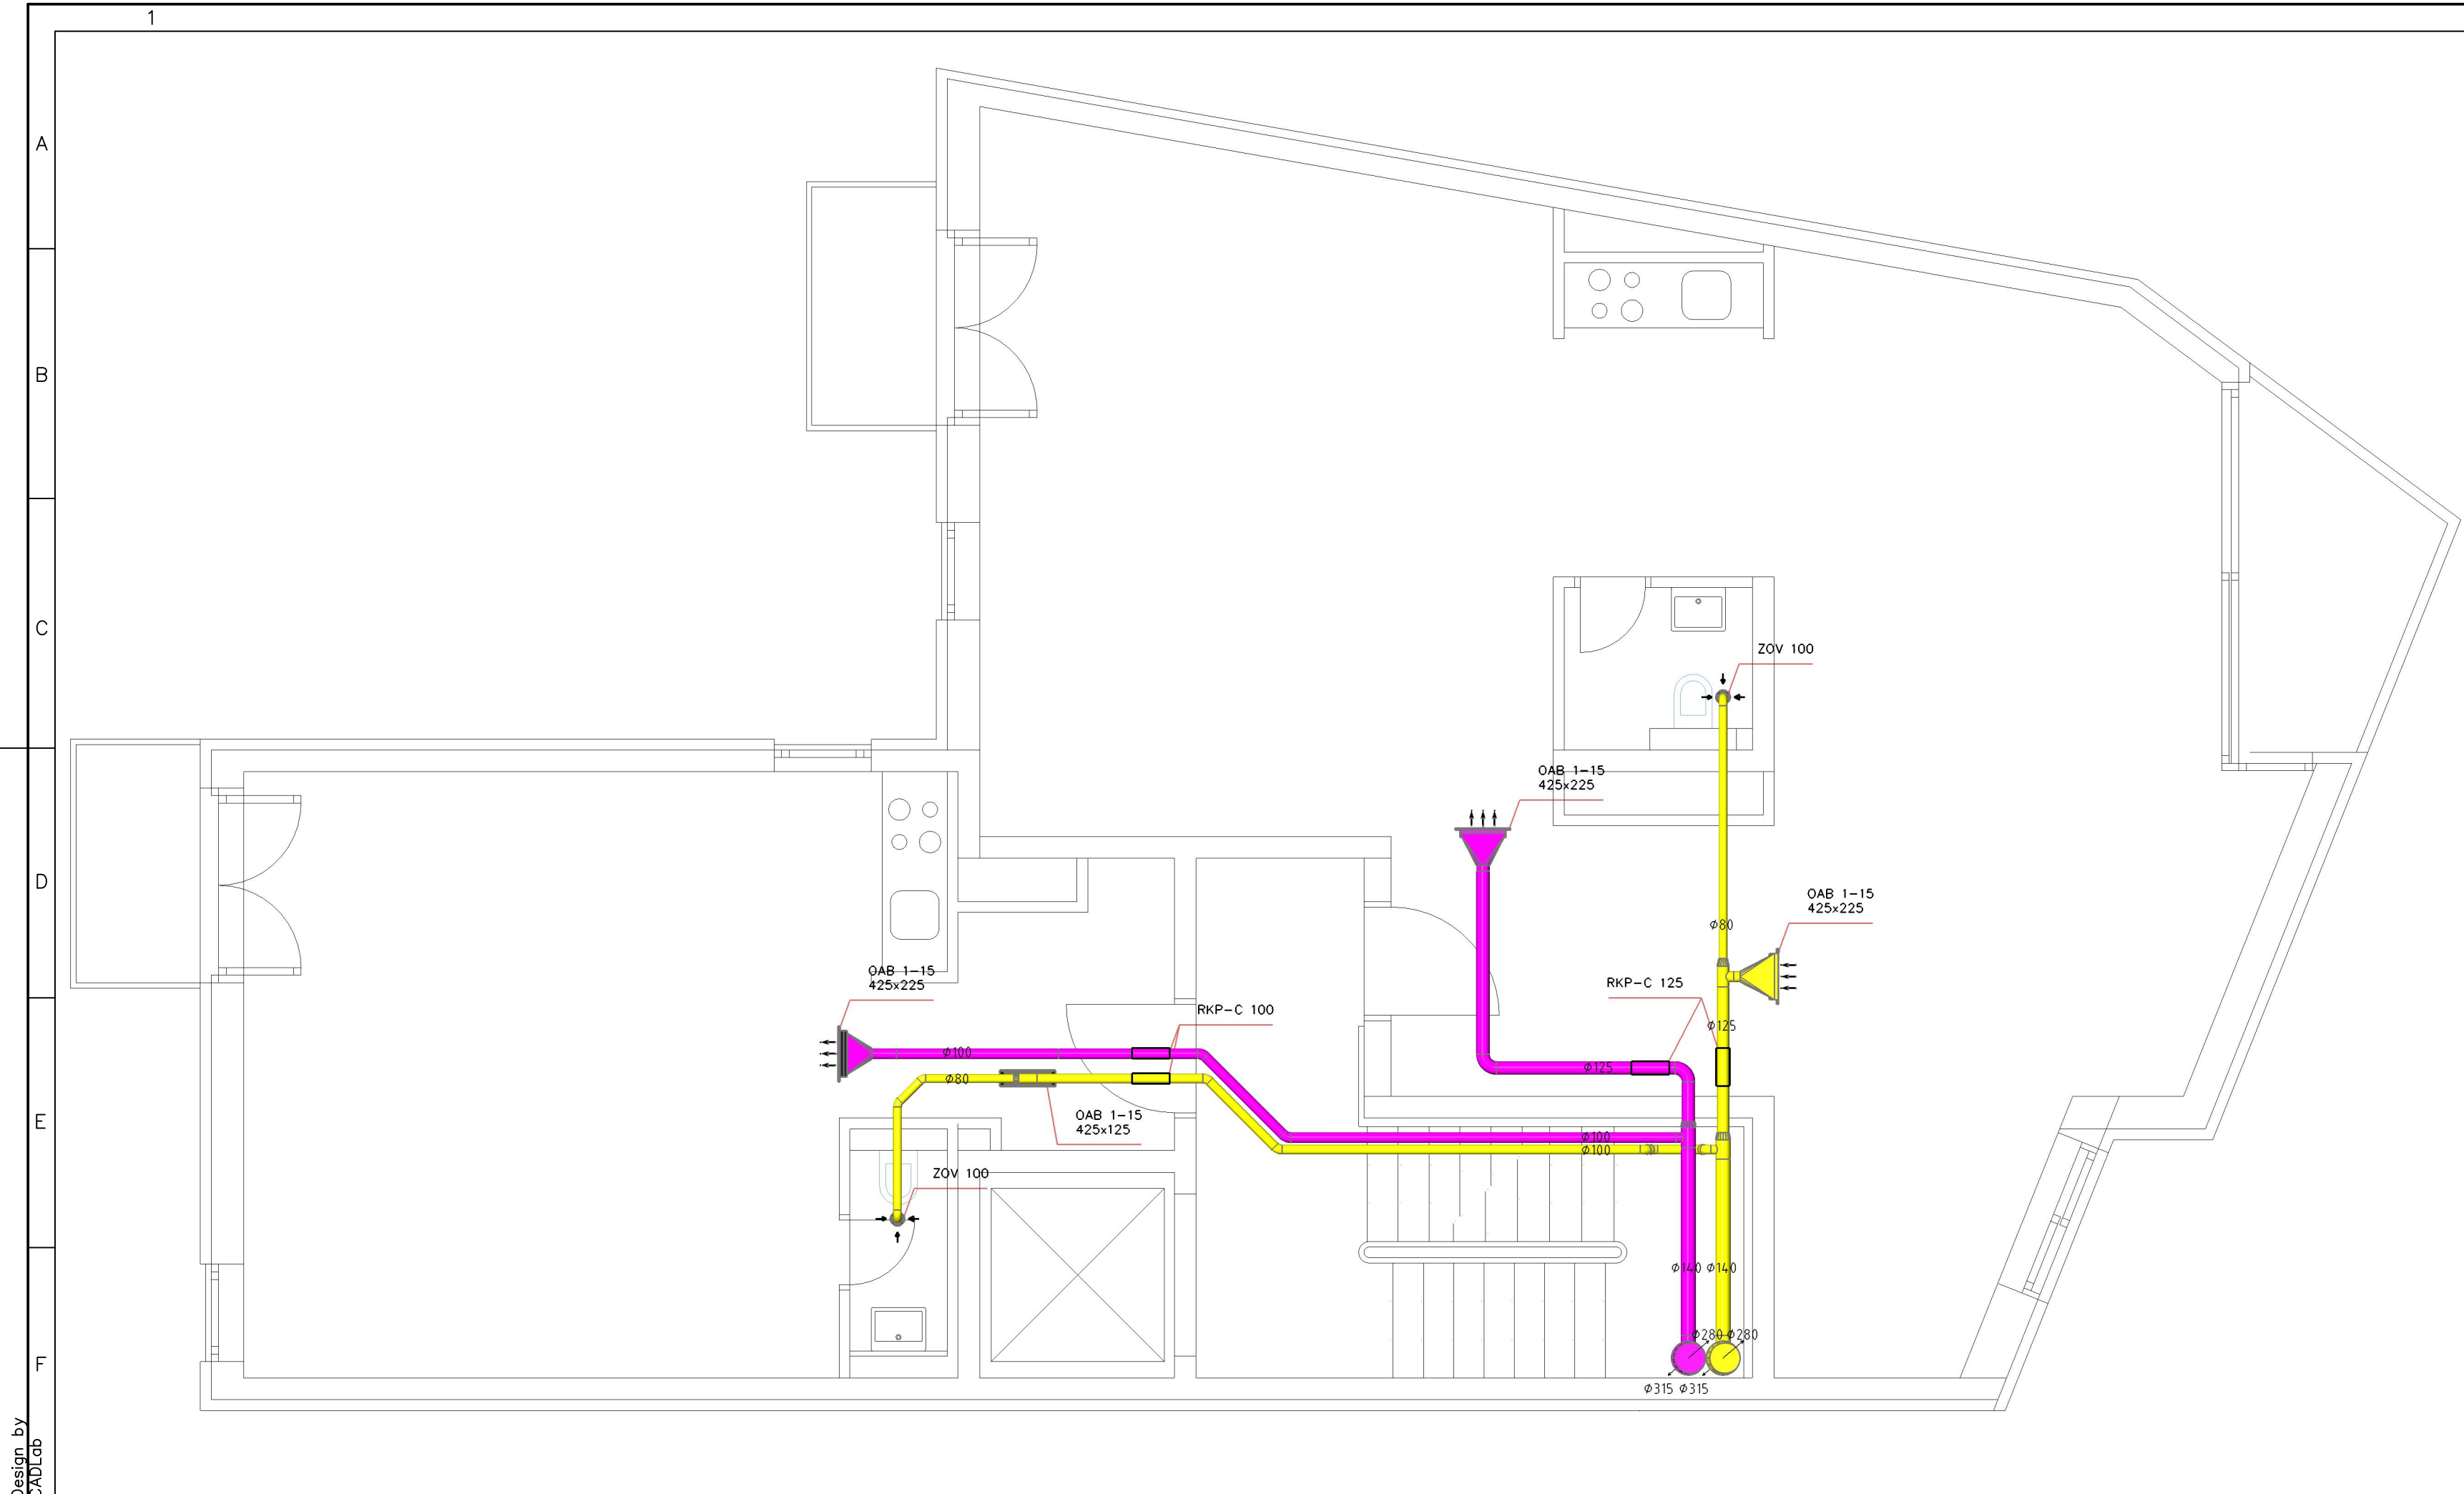 1
A
B
C
ZOV 100
OAB 1-15
425x225
D
OAB 1-15
425x225
ø80
OAB 1-15
425x225
RKP-C 125
RKP-C 100
E
ø125
ø100
ø125
ø80
OAB 1-15
425x125
ø100
ø100
ZOV 100
ø140 ø140
ø280 ø280
F
ø315 ø315
Design by
CADLab